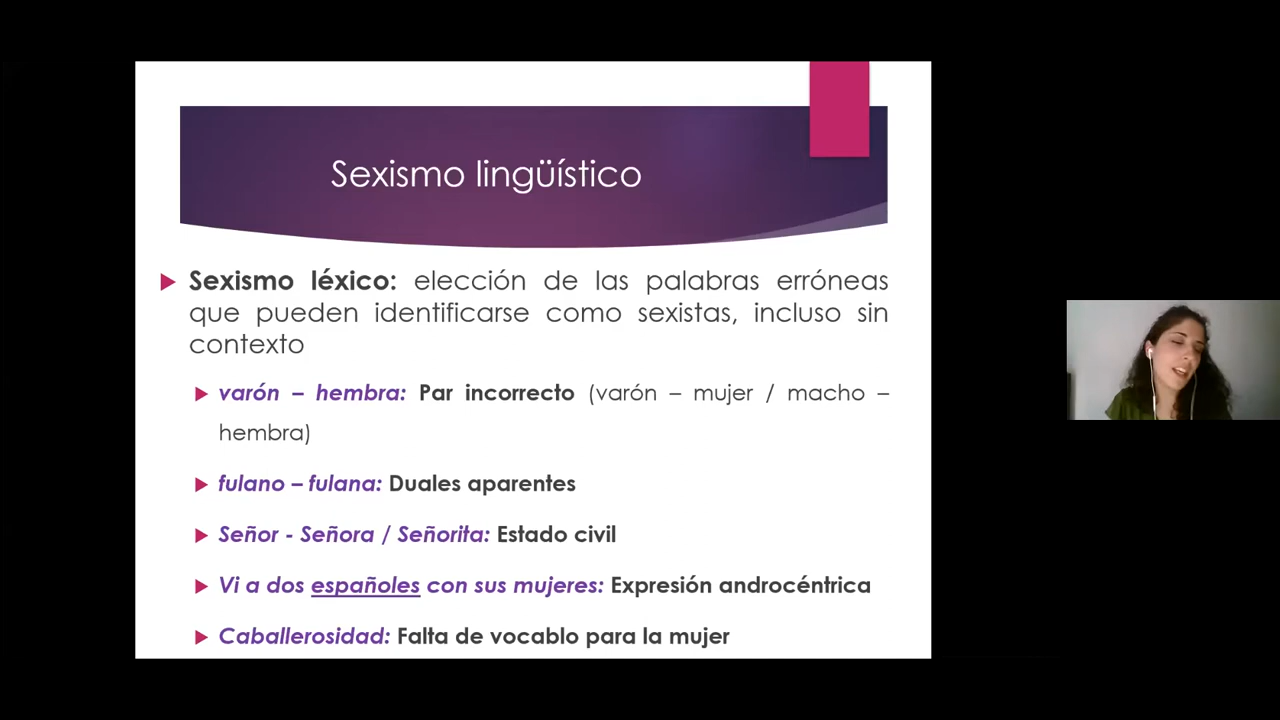 Sexismo lingüístico
Sexismo léxico: elección de las palabras erróneas
que pueden identificarse como sexistas, incluso sin
contexto
varón – hembra: Par incorrecto (varón – mujer / macho –
hembra)
fulano – fulana: Duales aparentes
Señor - Señora / Señorita: Estado civil
Vi a dos españoles con sus mujeres: Expresión androcéntrica
Caballerosidad: Falta de vocablo para la mujer